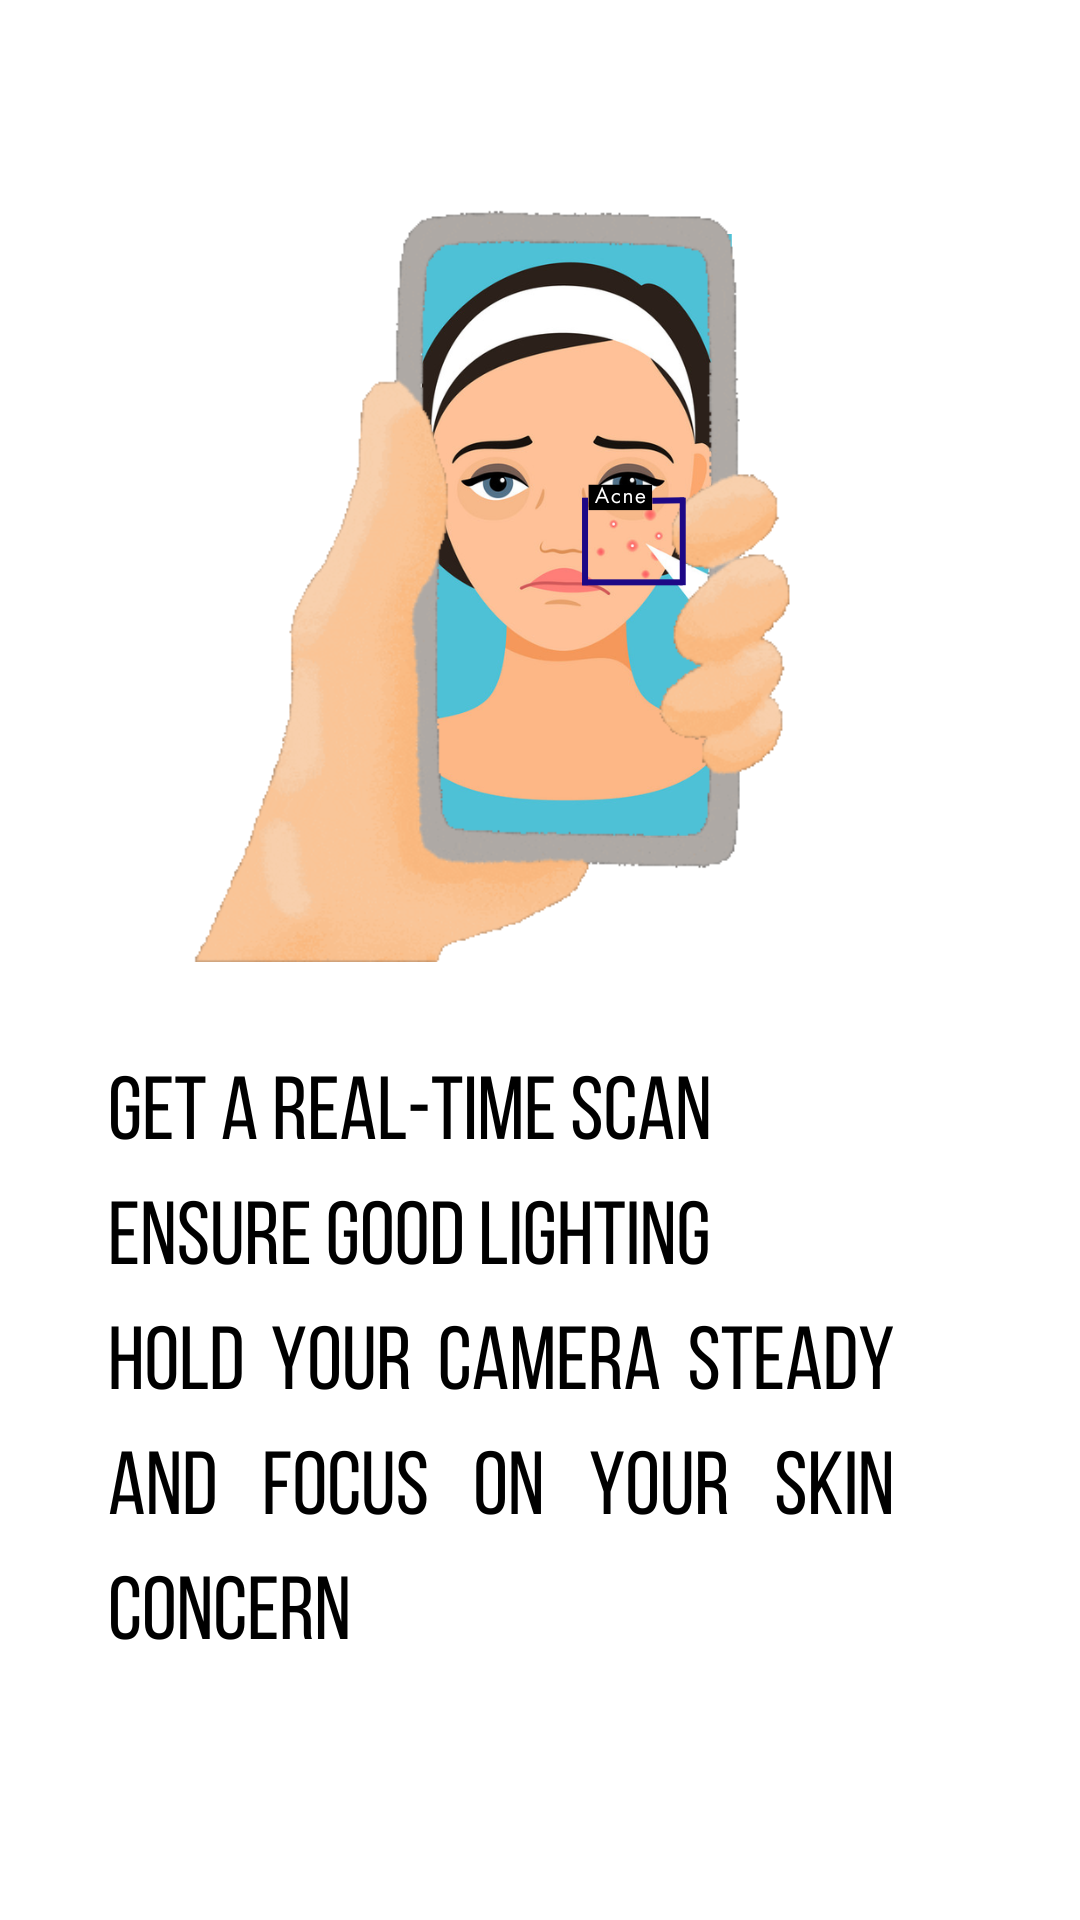 Acne
GET A REAL-TIME SCAN
ENSURE GOOD LIGHTING
HOLD YOUR CAMERA STEADY
AND FOCUS ON YOUR SKIN
CONCERN